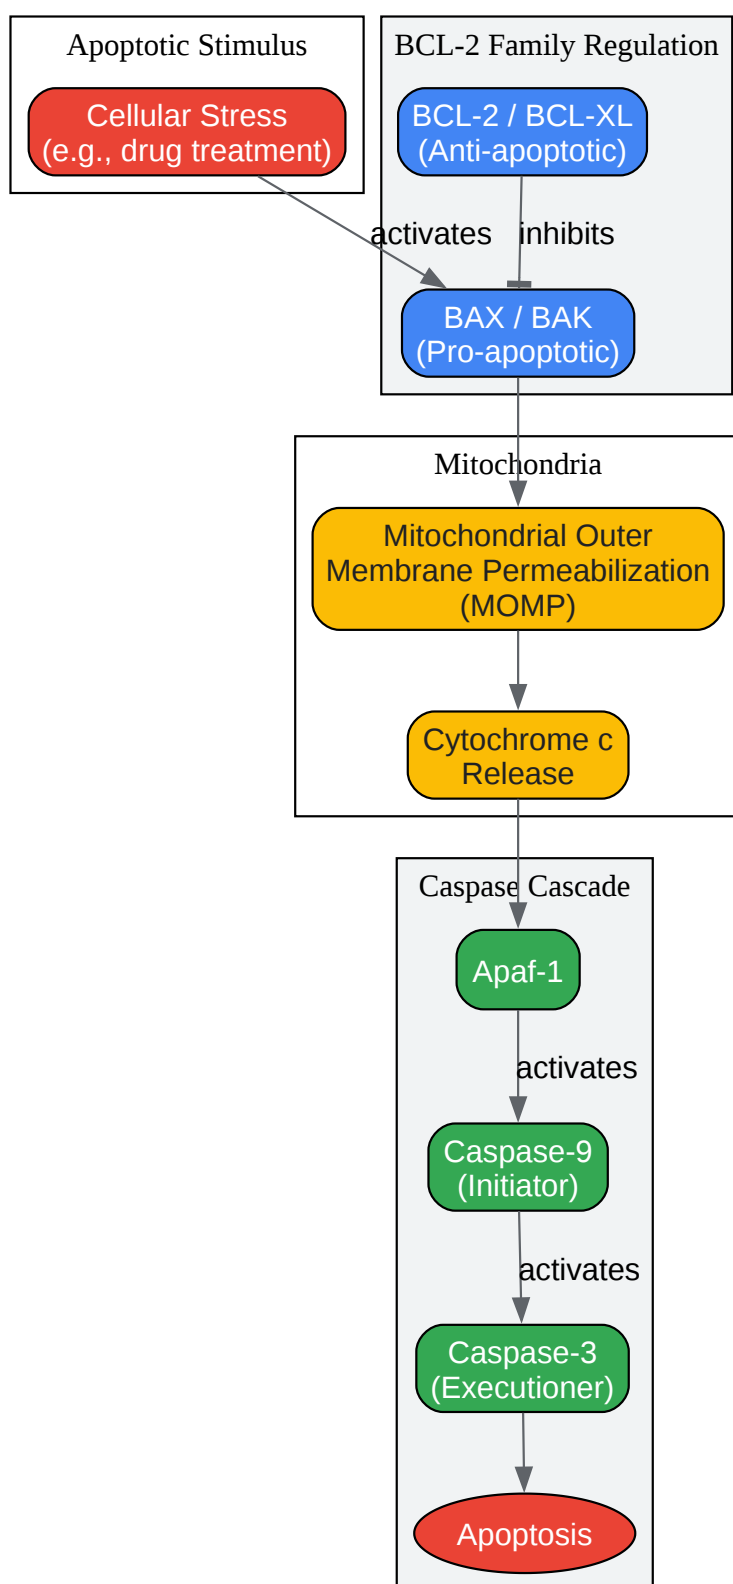 Apoptotic Stimulus
BCL-2 Family Regulation
Cellular Stress
(e.g., drug treatment)
BCL-2 / BCL-XL
(Anti-apoptotic)
activates
inhibits
BAX / BAK
(Pro-apoptotic)
Mitochondria
Mitochondrial Outer
Membrane Permeabilization
(MOMP)
Cytochrome c
Release
Caspase Cascade
Apaf-1
activates
Caspase-9
(Initiator)
activates
Caspase-3
(Executioner)
Apoptosis